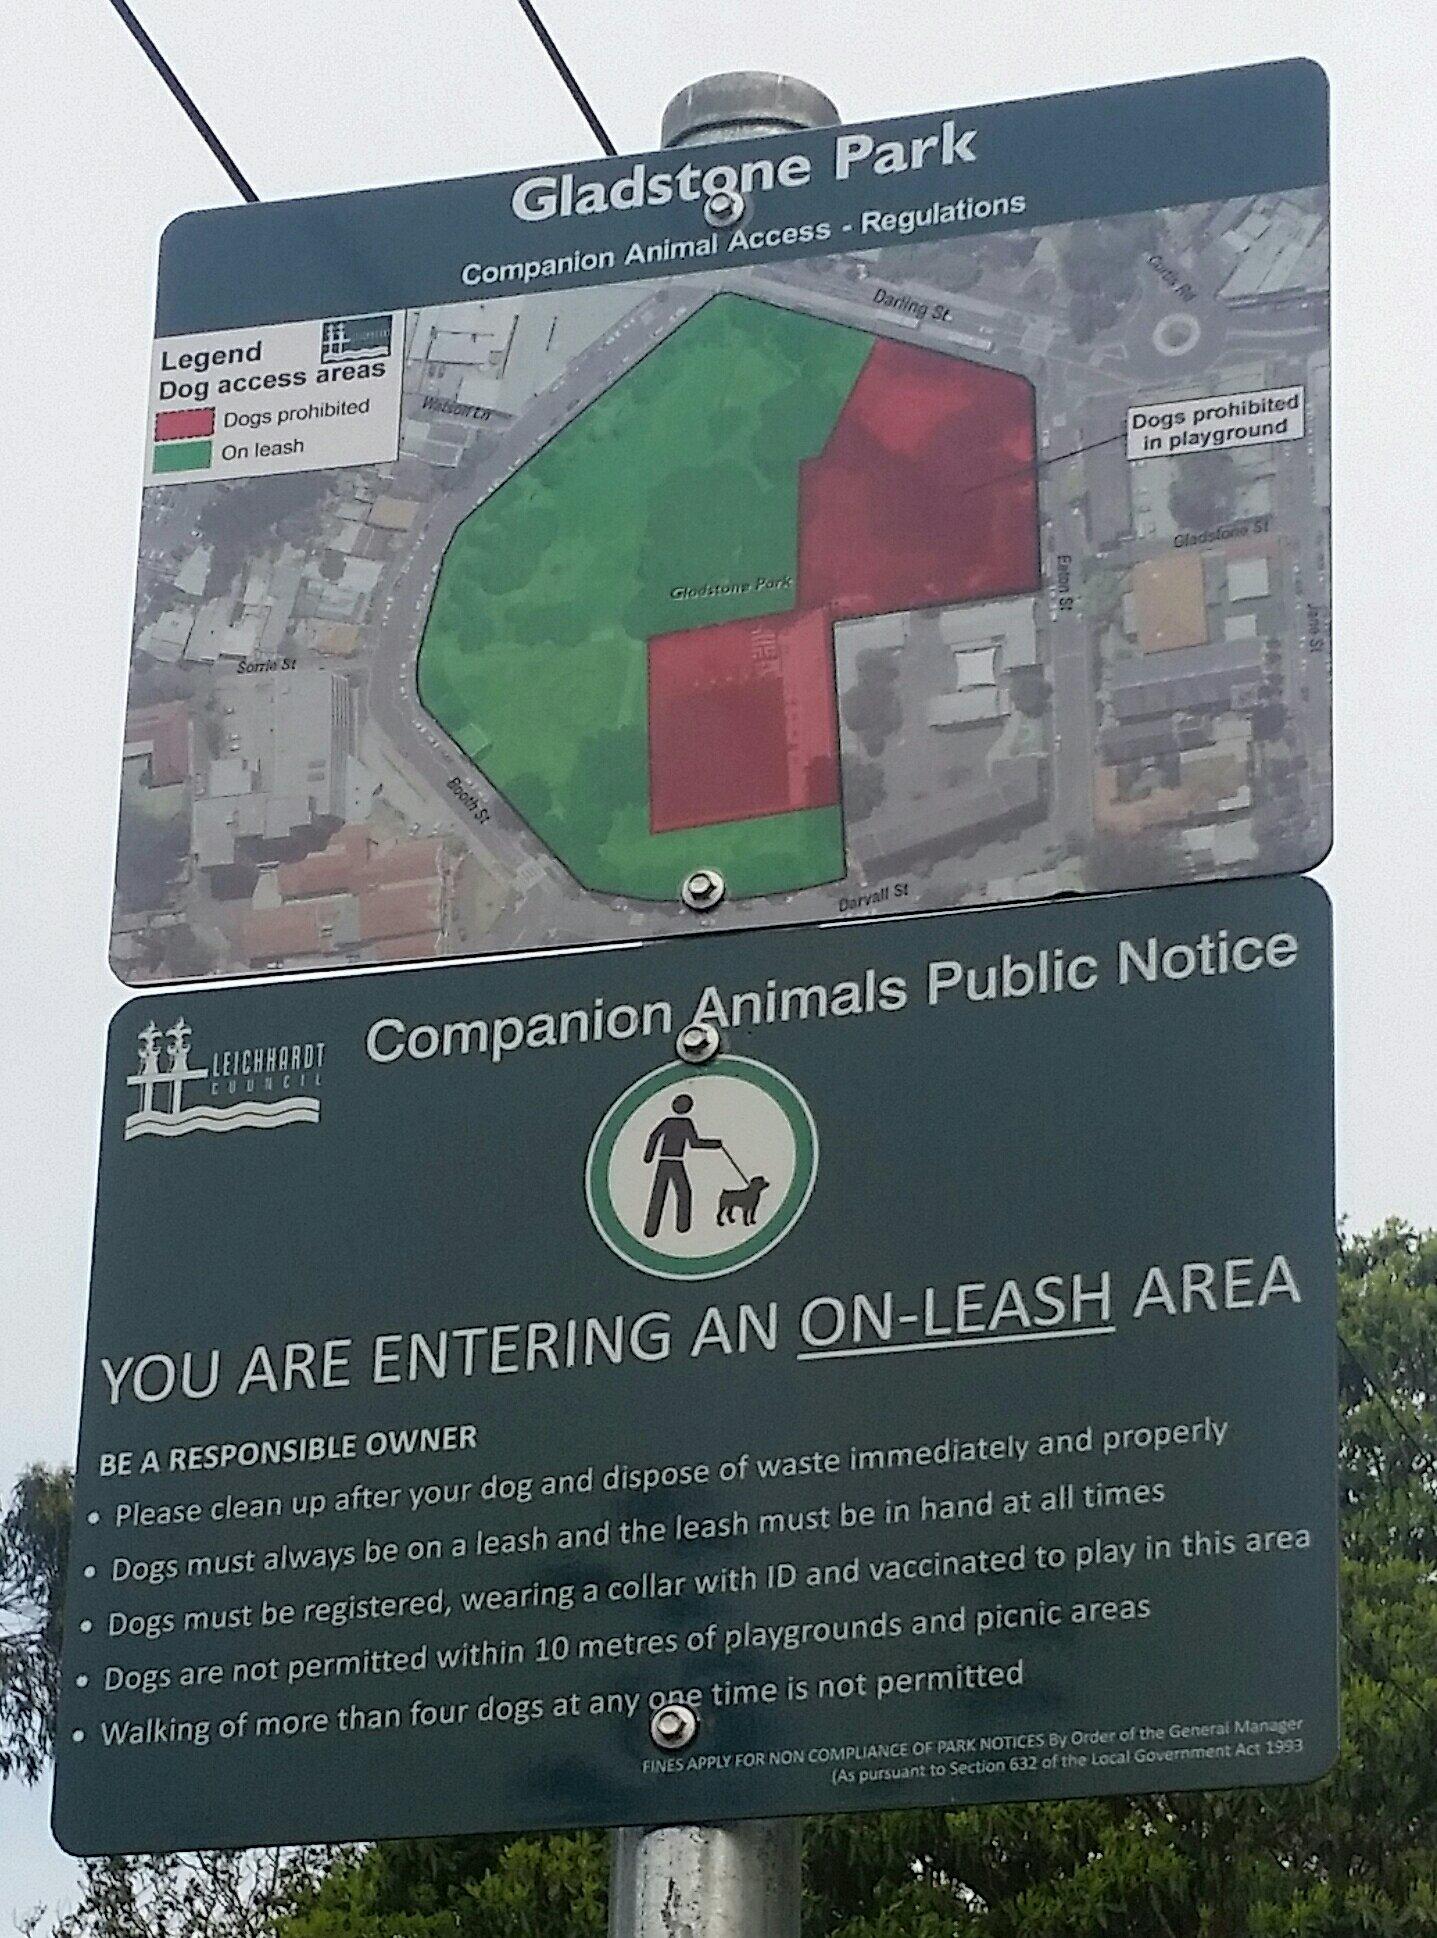 Gladstone Park
Companion Animal Access - Regulations
Legend
Dog access areas
Dogs prohibited
On leash
Darling St
Curtis Rd
Watson Ln
Dogs prohibited
in playground
Gladstone St
Gladstone Park
Eaton St
Jane St
Sorrie St
Booth St
Darvall St
LEICHHARDT
COUNCIL
Companion Animals Public Notice
YOU ARE ENTERING AN ON-LEASH AREA
BE A RESPONSIBLE OWNER
• Please clean up after your dog and dispose of waste immediately and properly
• Dogs must always be on a leash and the leash must be in hand at all times
• Dogs must be registered, wearing a collar with ID and vaccinated to play in this area
• Dogs are not permitted within 10 metres of playgrounds and picnic areas
• Walking of more than four dogs at any one time is not permitted
FINES APPLY FOR NON COMPLIANCE OF PARK NOTICES By Order of the General Manager
(As pursuant to Section 632 of the Local Government Act 1993